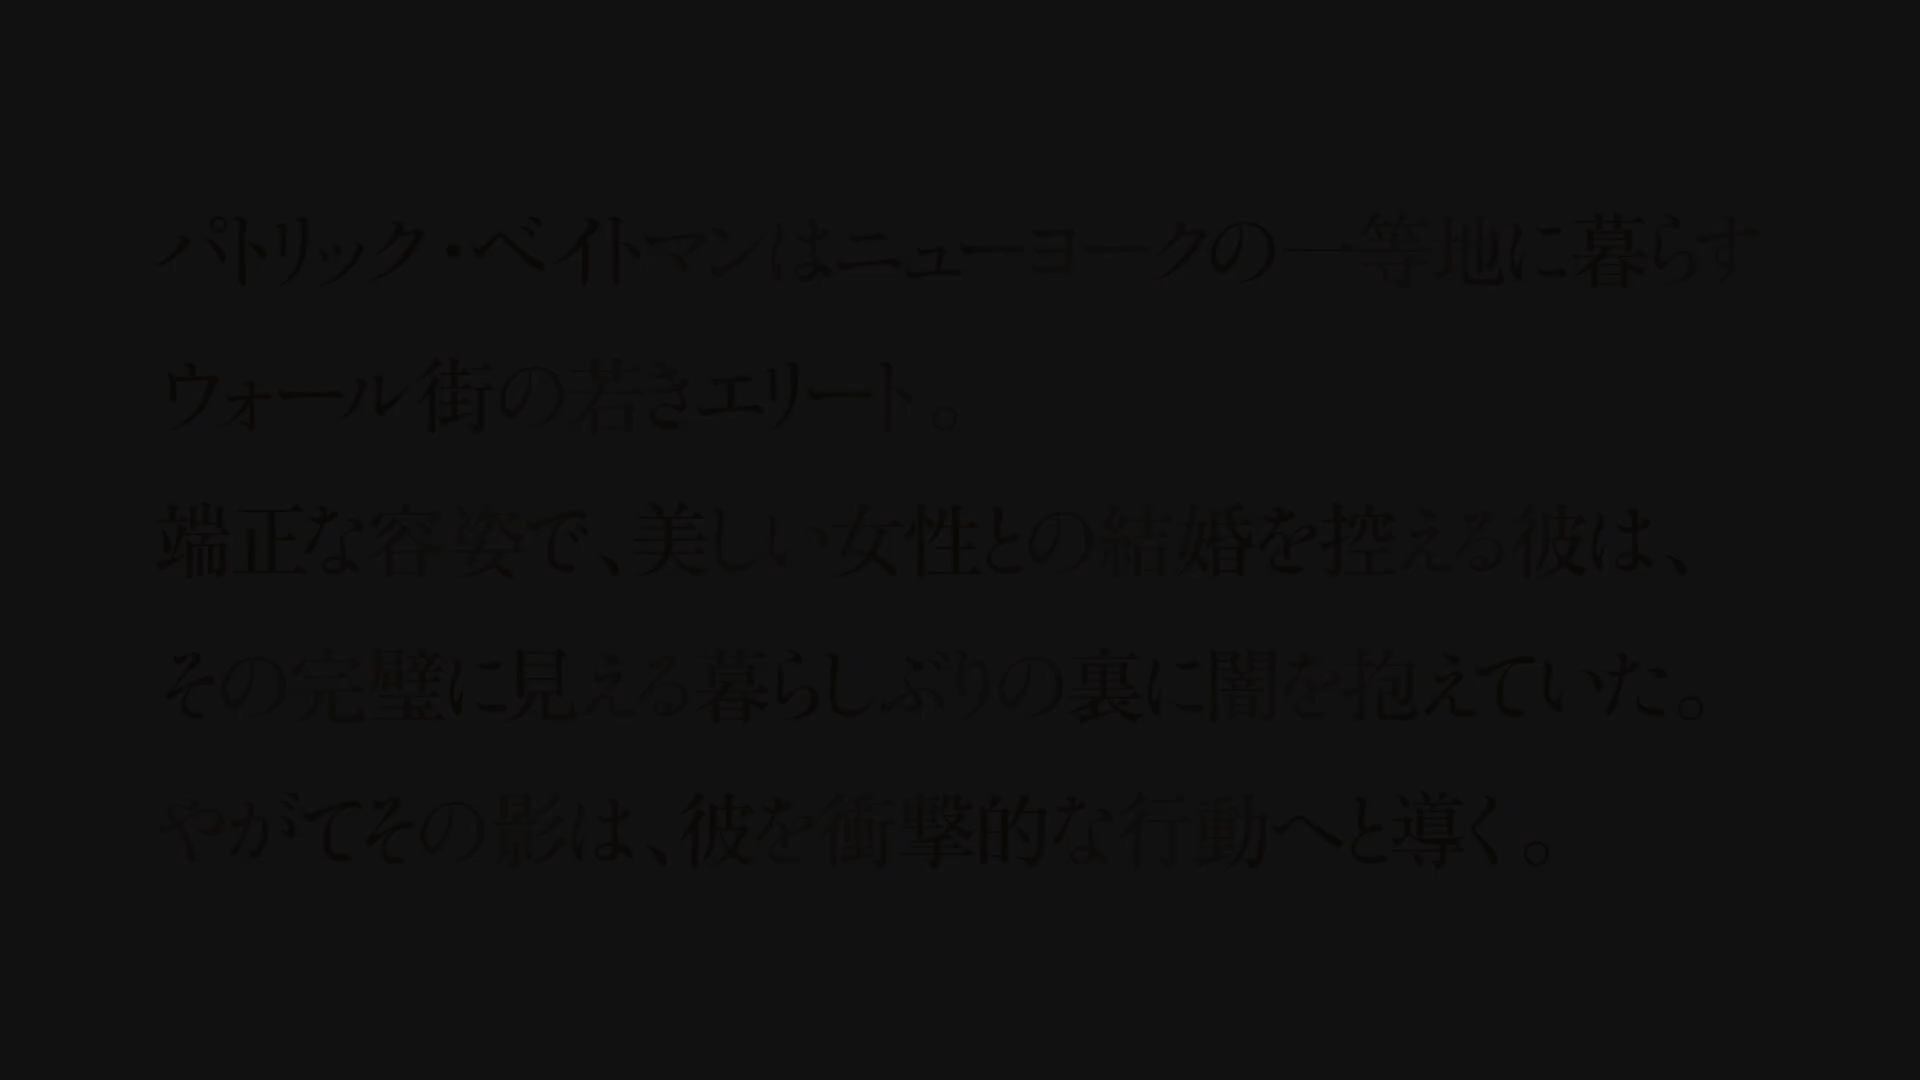 パトリック・ベイトマンはニューヨークの一等地に暮らす
ウォール街の若きエリート。
端正な容姿で、美しい女性との結婚を控える彼は、
その完璧に見える暮らしぶりの裏に闇を抱えていた。
やがてその影は、彼を衝撃的な行動へと導く。